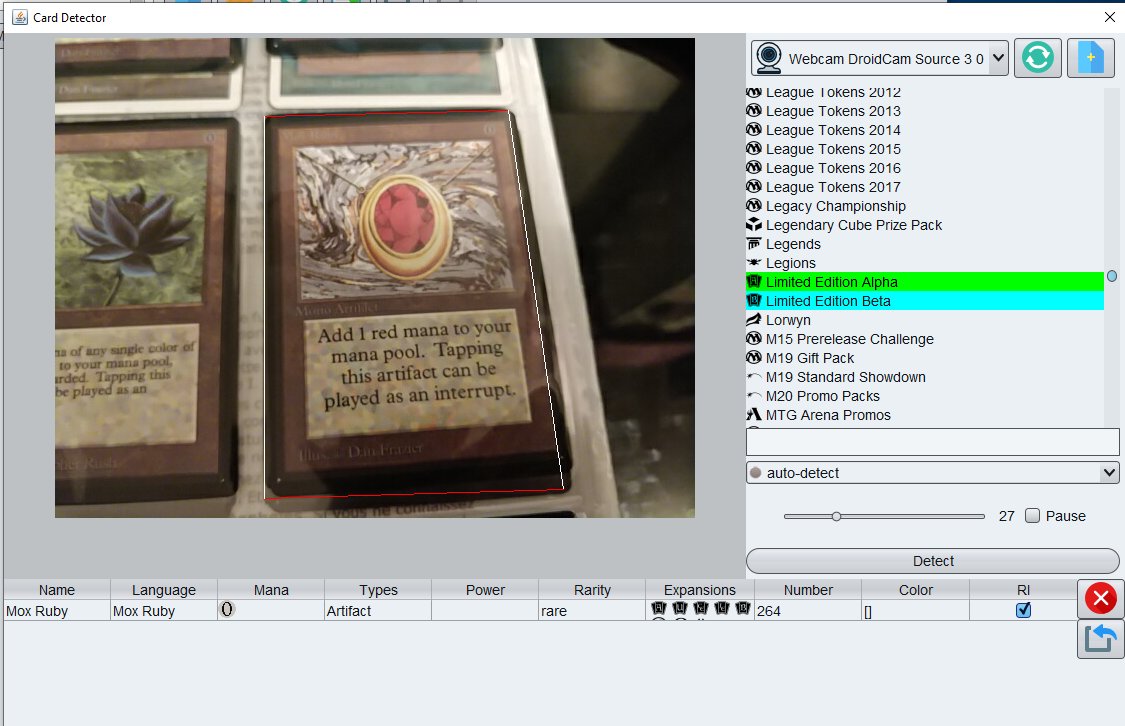 Card Detector
Webcam DroidCam Source 3 0
League Tokens 2012
League Tokens 2013
League Tokens 2014
League Tokens 2015
League Tokens 2016
League Tokens 2017
Legacy Championship
Legendary Cube Prize Pack
Legends
Legions
Limited Edition Alpha
Limited Edition Beta
Lorwyn
M15 Prerelease Challenge
M19 Gift Pack
M19 Standard Showdown
M20 Promo Packs
MTG Arena Promos
auto-detect
27 Pause
Detect
Mono Artifact
Add 1 red mana to your
mana pool. Tapping
this artifact can be
played as an interrupt.
Illus. Dan Frazier
of any single color of
to your mana pool,
Tapping this
be played as an
Rush
vous ne connaissez
Name Language Mana Types Power Rarity Expansions Number Color RI
Mox Ruby Mox Ruby 0 Artifact rare 264 []